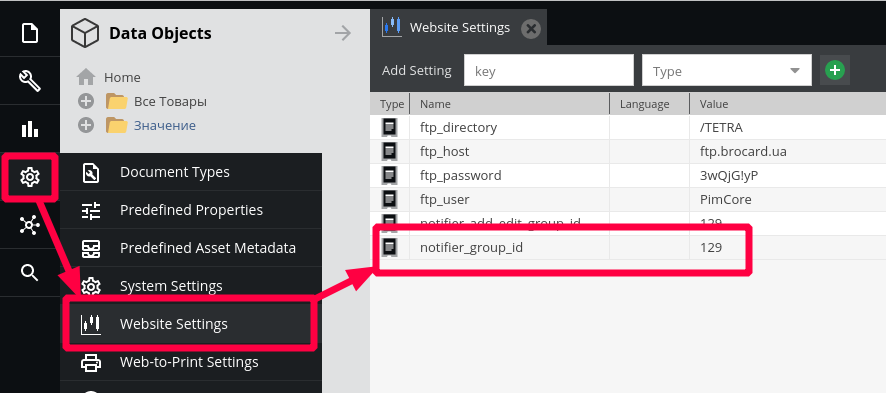 Data Objects
Home
Все Товары
Значение
Document Types
Predefined Properties
Predefined Asset Metadata
System Settings
Website Settings
Web-to-Print Settings
Website Settings
Add Setting key Type
Type Name Language Value
ftp_directory /TETRA
ftp_host ftp.brocard.ua
ftp_password 3wQjG!yP
ftp_user PimCore
notifier_add_edit_group_id 129
notifier_group_id 129